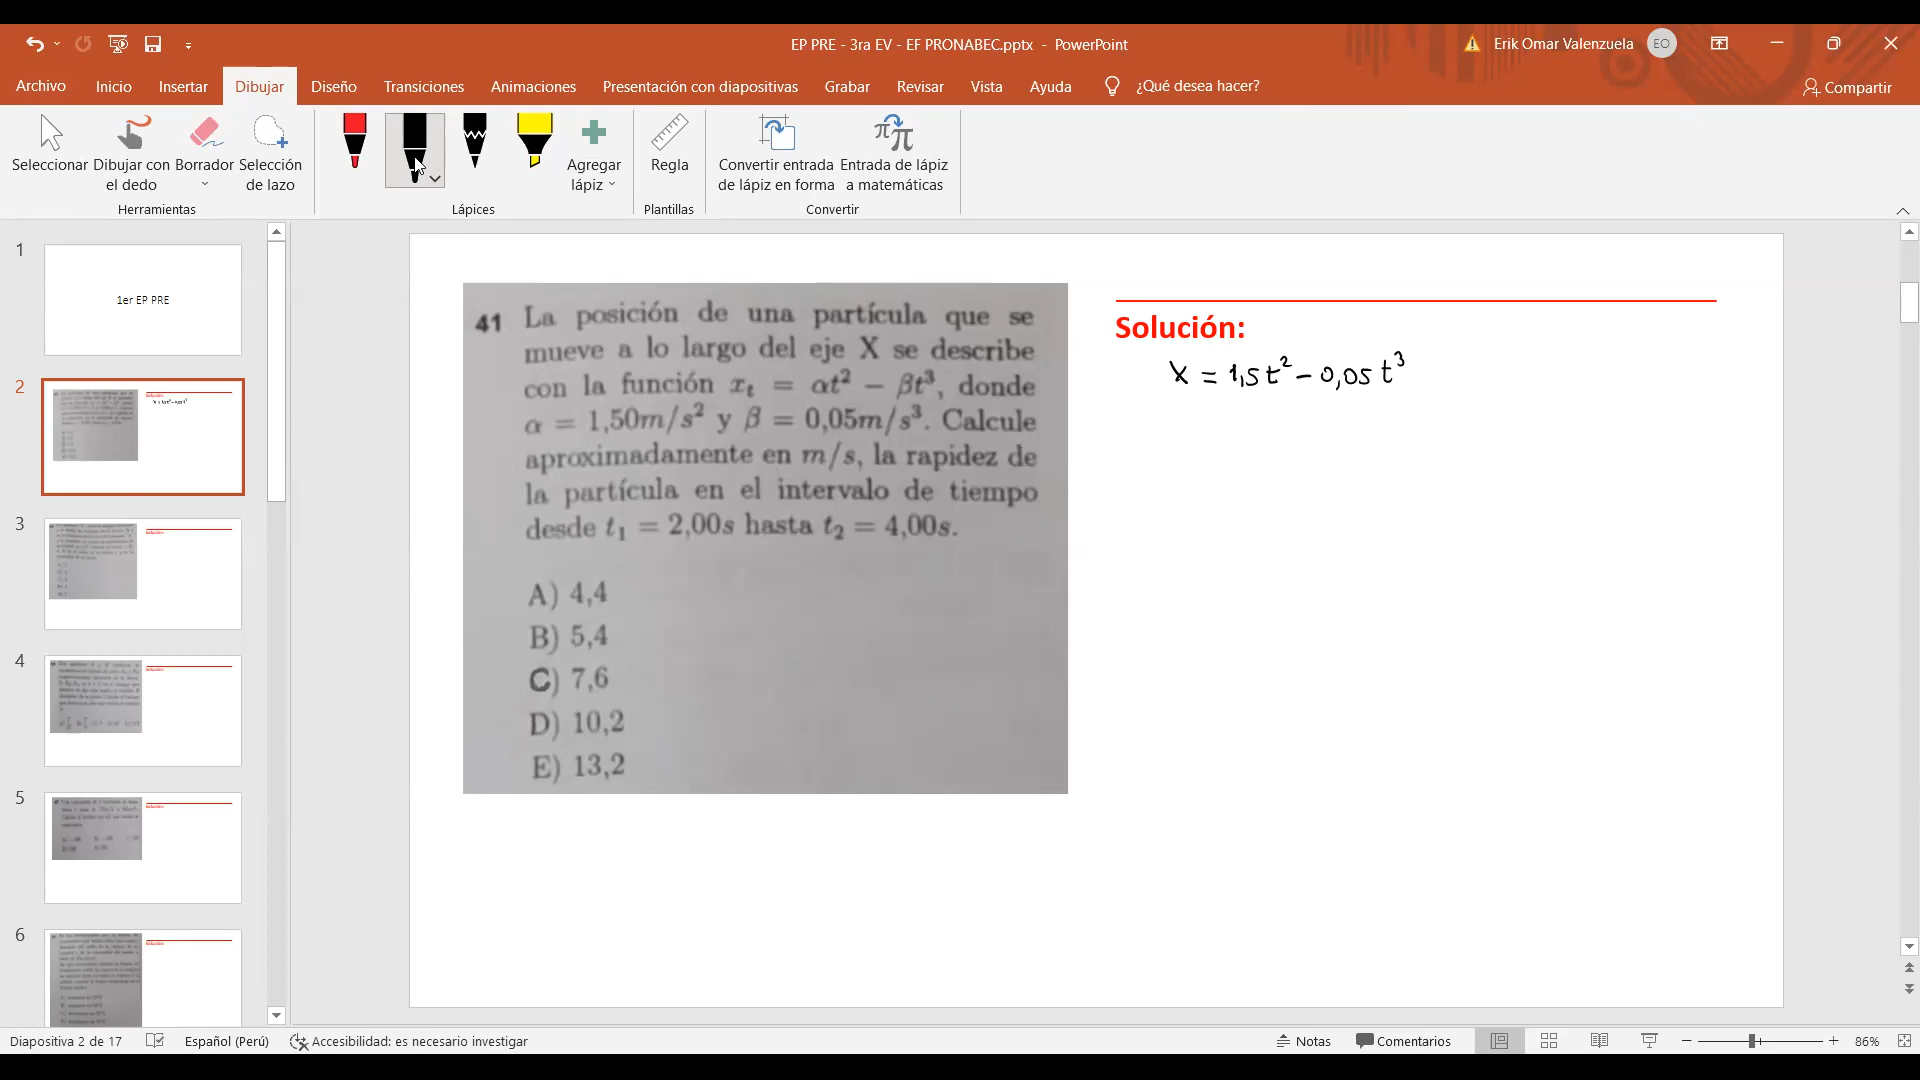 EP PRE - 3ra EV - EF PRONABEC.pptx - PowerPoint
Erik Omar Valenzuela
EO
Archivo Inicio Insertar Dibujar Diseño Transiciones Animaciones Presentación con diapositivas Grabar Revisar Vista Ayuda ¿Qué desea hacer? Compartir
Seleccionar Dibujar con el dedo Borrador Selección de lazo
Agregar lápiz Regla Convertir entrada de lápiz en forma Entrada de lápiz a matemáticas
Herramientas Lápices Plantillas Convertir
1
1er EP PRE
2
3
4
5
6
41 La posición de una partícula que se
mueve a lo largo del eje X se describe
con la función xₜ = αt² − βt³, donde
α = 1,50m/s² y β = 0,05m/s³. Calcule
aproximadamente en m/s, la rapidez de
la partícula en el intervalo de tiempo
desde t₁ = 2,00s hasta t₂ = 4,00s.
A) 4,4
B) 5,4
C) 7,6
D) 10,2
E) 13,2
Solución:
x = 1,5t² − 0,05t³
Diapositiva 2 de 17 Español (Perú) Accesibilidad: es necesario investigar Notas Comentarios 86%